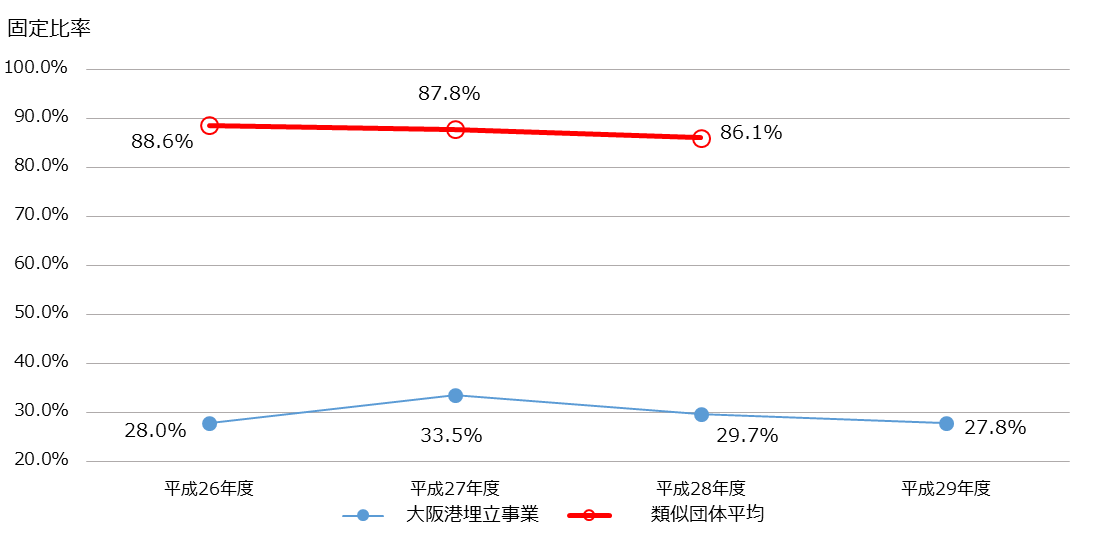 固定比率
100.0%
90.0%
80.0%
70.0%
60.0%
50.0%
40.0%
30.0%
20.0%
87.8%
88.6%
86.1%
28.0%
33.5%
29.7%
27.8%
平成26年度
平成27年度
平成28年度
平成29年度
大阪港埋立事業
類似団体平均